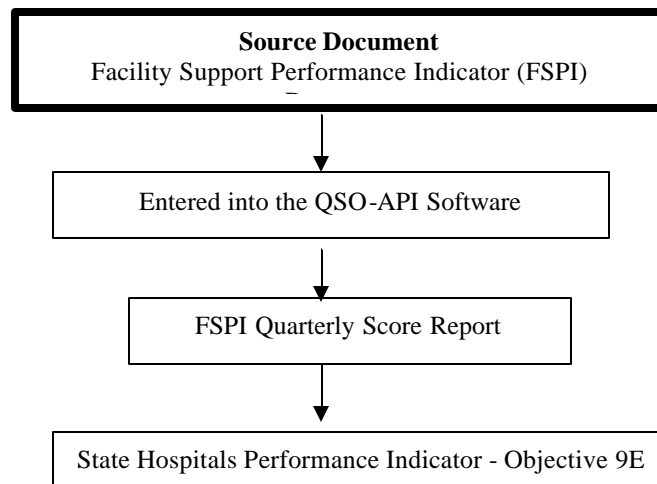 Source Document
Facility Support Performance Indicator (FSPI)
Entered into the QSO-API Software
FSPI Quarterly Score Report
State Hospitals Performance Indicator - Objective 9E